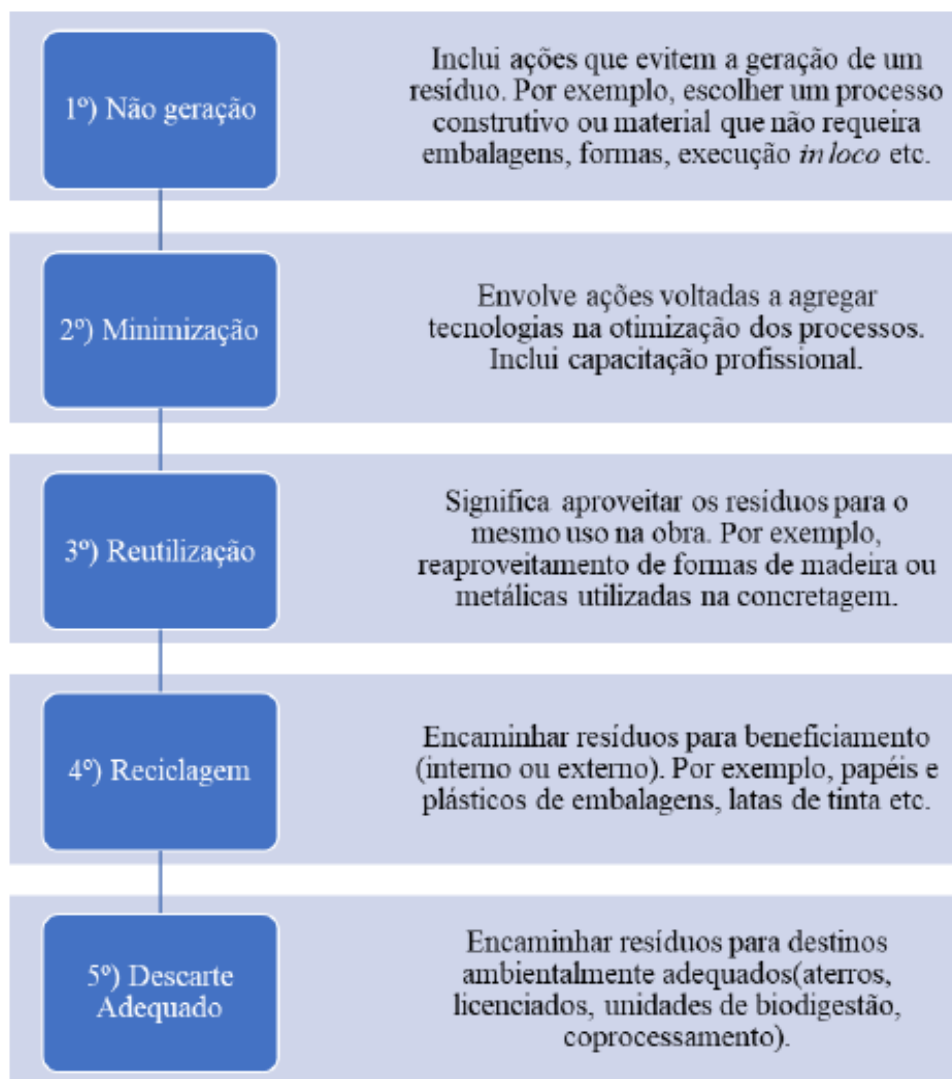 1º) Não geração
Inclui ações que evitem a geração de um
resíduo. Por exemplo, escolher um processo
construtivo ou material que não requeira
embalagens, formas, execução in loco etc.
2º) Minimização
Envolve ações voltadas a agregar
tecnologias na otimização dos processos.
Inclui capacitação profissional.
3º) Reutilização
Significa aproveitar os resíduos para o
mesmo uso na obra. Por exemplo,
reaproveitamento de formas de madeira ou
metálicas utilizadas na concretagem.
4º) Reciclagem
Encaminhar resíduos para beneficiamento
(interno ou externo). Por exemplo, papéis e
plásticos de embalagens, latas de tinta etc.
5º) Descarte
Adequado
Encaminhar resíduos para destinos
ambientalmente adequados(aterros,
licenciados, unidades de biodigestão,
coprocessamento).